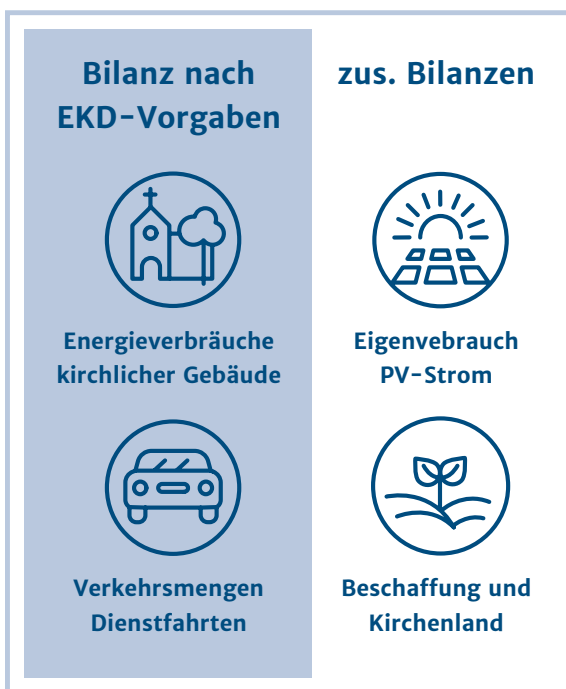 Bilanz nach
EKD-Vorgaben
Energieverbräuche
kirchlicher Gebäude
Verkehrsmengen
Dienstfahrten
zus. Bilanzen
Eigenvebrauch
PV-Strom
Beschaffung und
Kirchenland